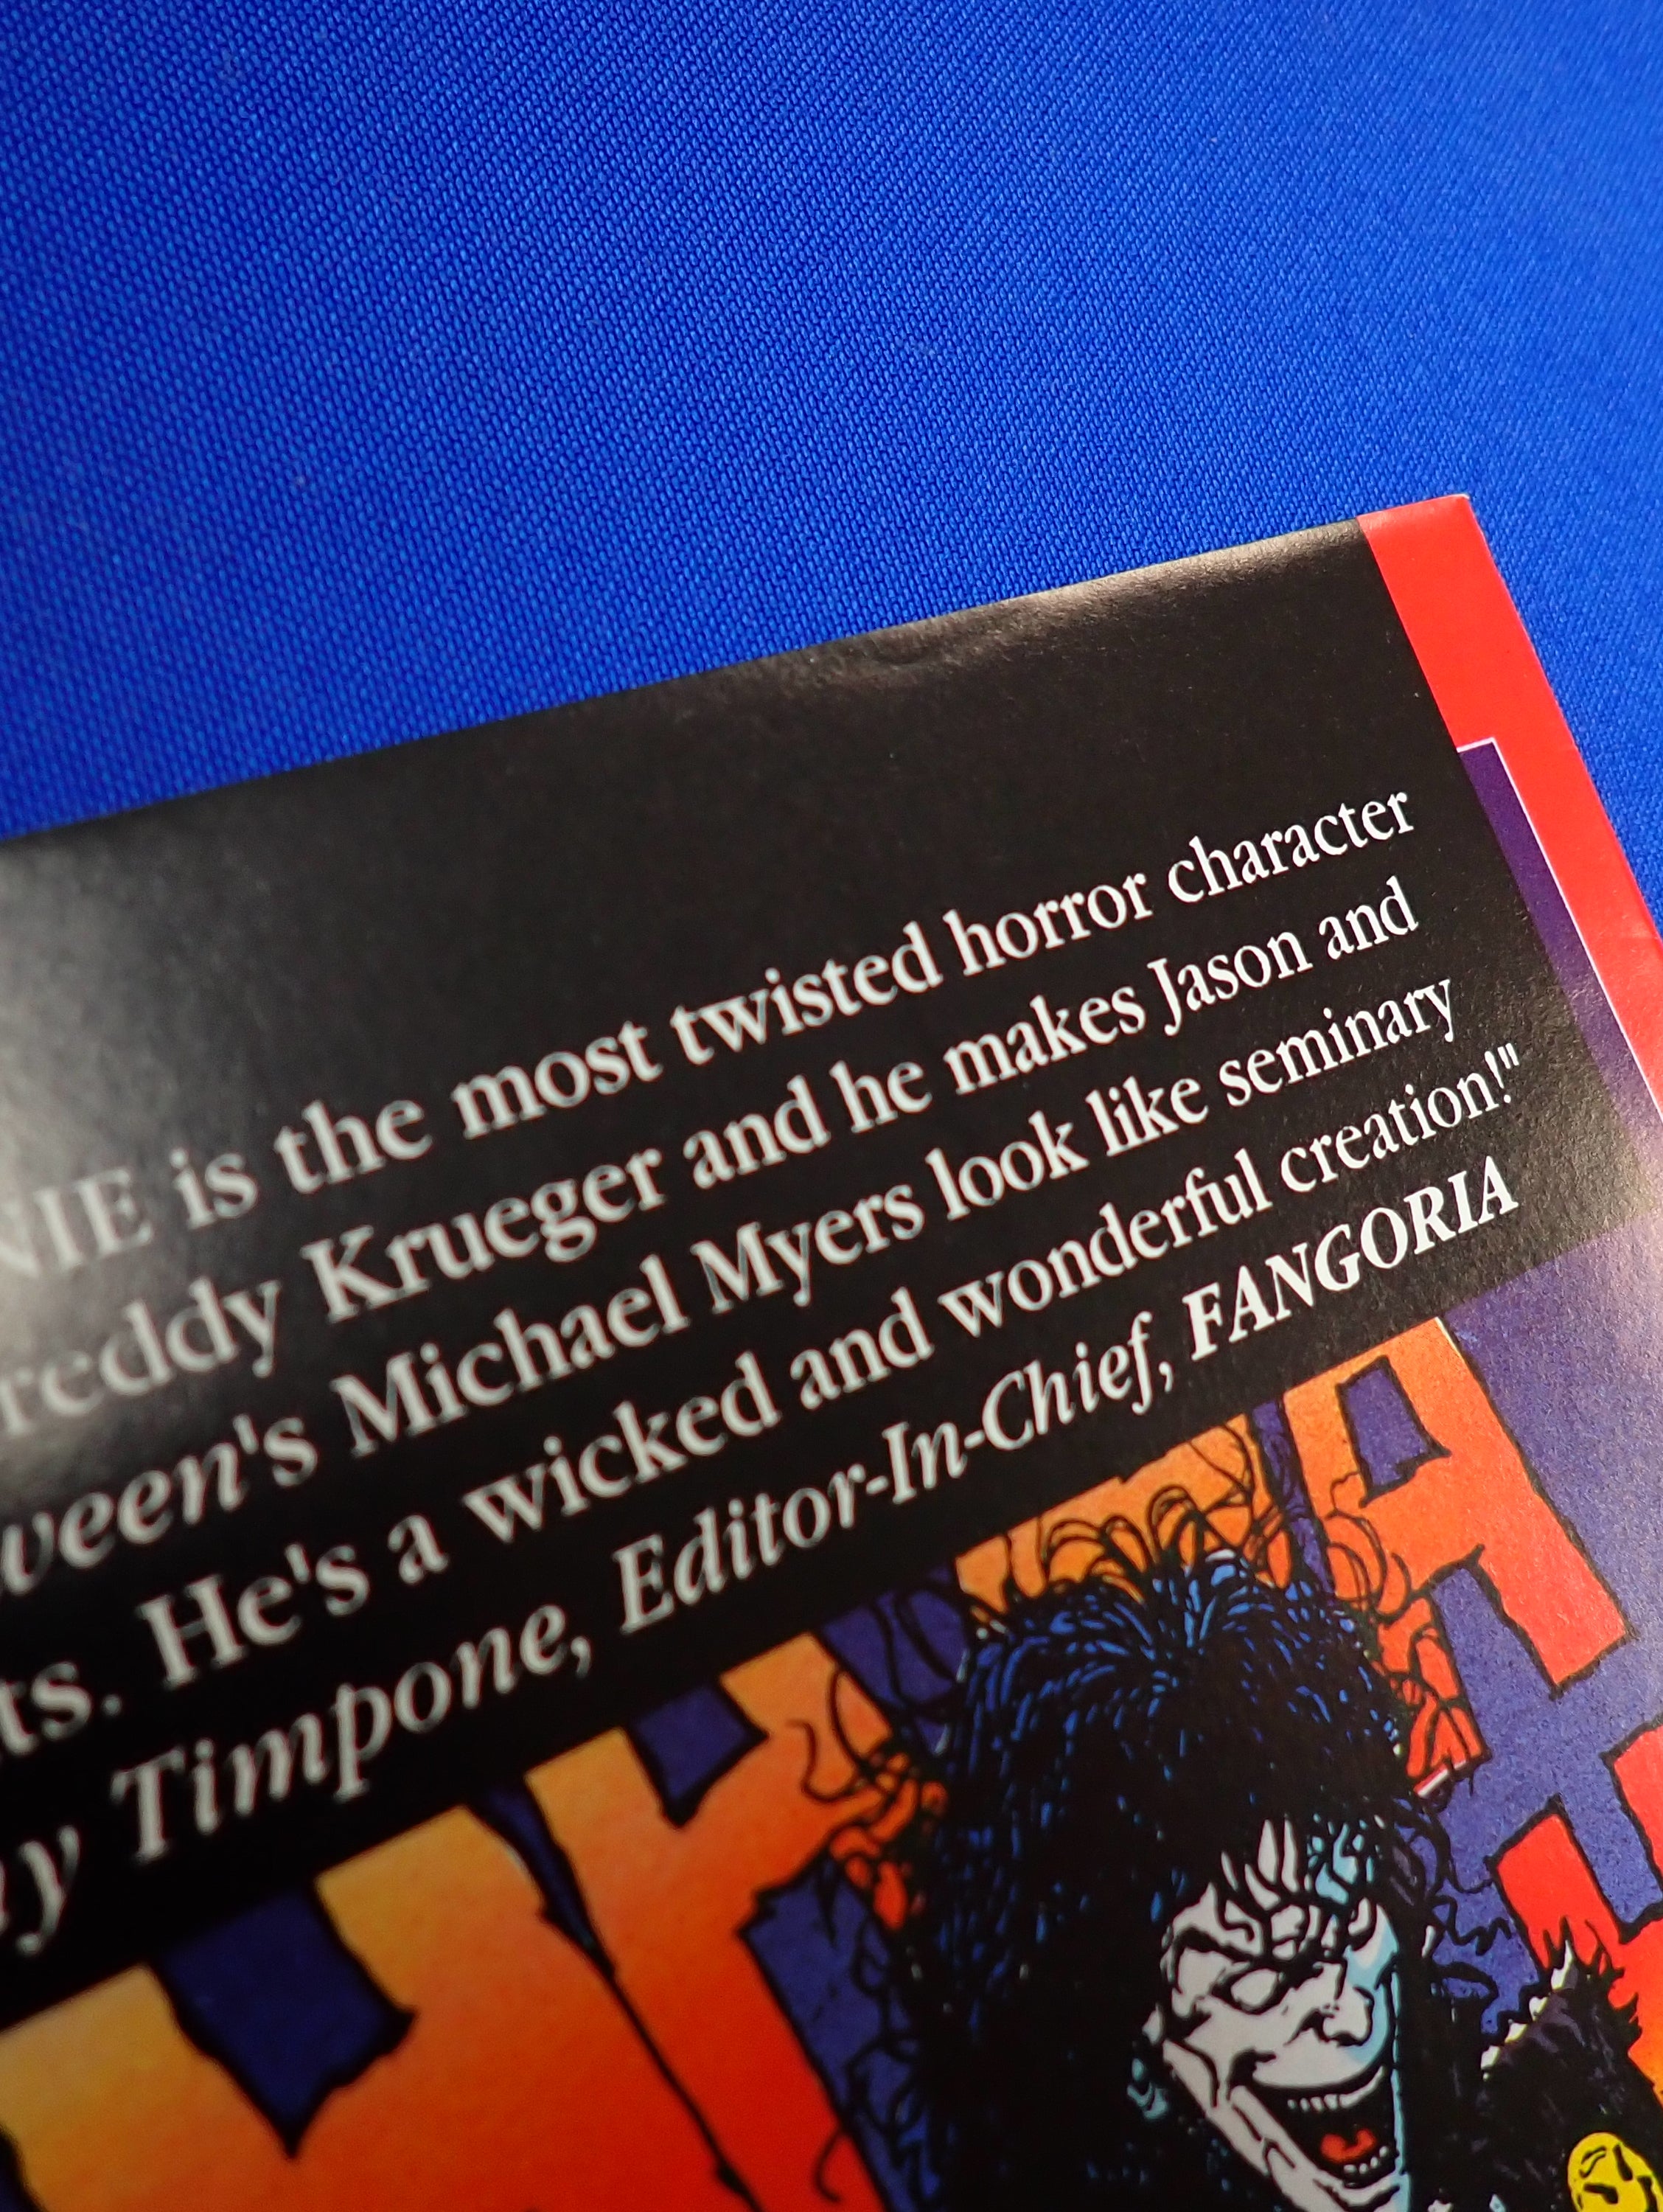 NIE is the most twisted horror character
reddy Krueger and he makes Jason and
ween's Michael Myers look like seminary
ts. He's a wicked and wonderful creation!"
y Timpone, Editor-In-Chief, FANGORIA